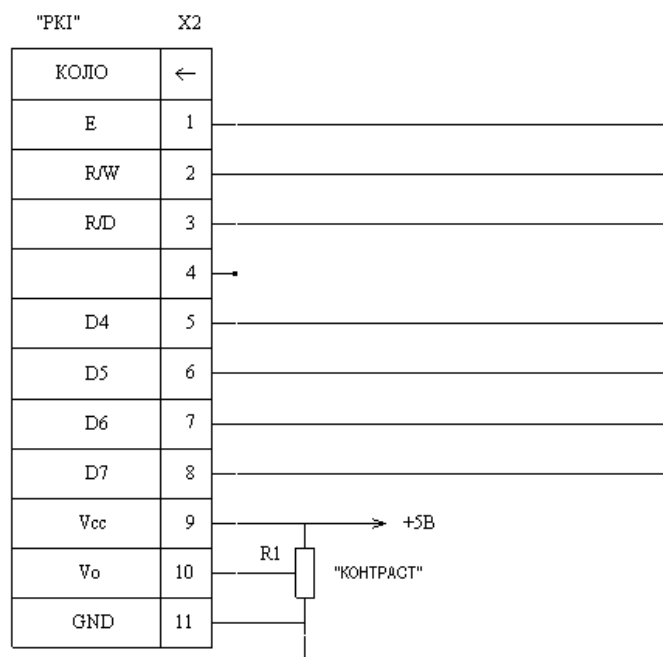 "РКІ" X2
КОЛО ←
E 1
R/W 2
R/D 3
4
D4 5
D5 6
D6 7
D7 8
Vcc 9 +5В
Vo 10 R1 "КОНТРАСТ"
GND 11